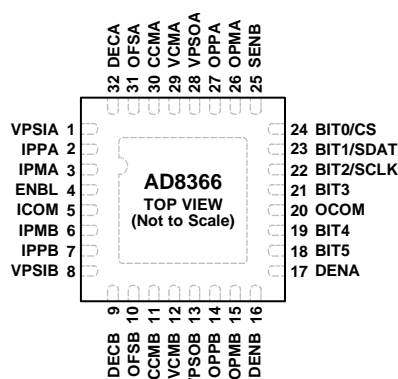 32 DECA
31 OFSA
30 CCMA
29 VCMA
28 VPSOA
27 OPPA
26 OPMA
25 SENB
VPSIA 1
IPPA 2
IPMA 3
ENBL 4
ICOM 5
IPMB 6
IPPB 7
VPSIB 8
AD8366
TOP VIEW
(Not to Scale)
24 BIT0/CS
23 BIT1/SDAT
22 BIT2/SCLK
21 BIT3
20 OCOM
19 BIT4
18 BIT5
17 DENA
DECB 9
OFSB 10
CCMB 11
VCMB 12
VPSOB 13
OPPB 14
OPMB 15
DENB 16